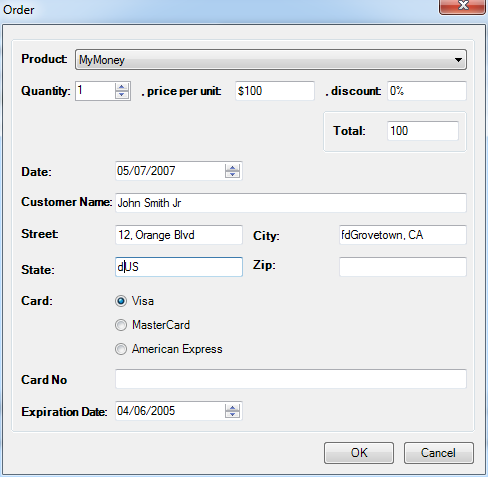 Order
Product: MyMoney
Quantity: 1 , price per unit: $100 , discount: 0%
Total: 100
Date: 05/07/2007
Customer Name: John Smith Jr
Street: 12, Orange Blvd City: fdGrovetown, CA
State: dUS Zip:
Card: Visa
MasterCard
American Express
Card No
Expiration Date: 04/06/2005
OK Cancel